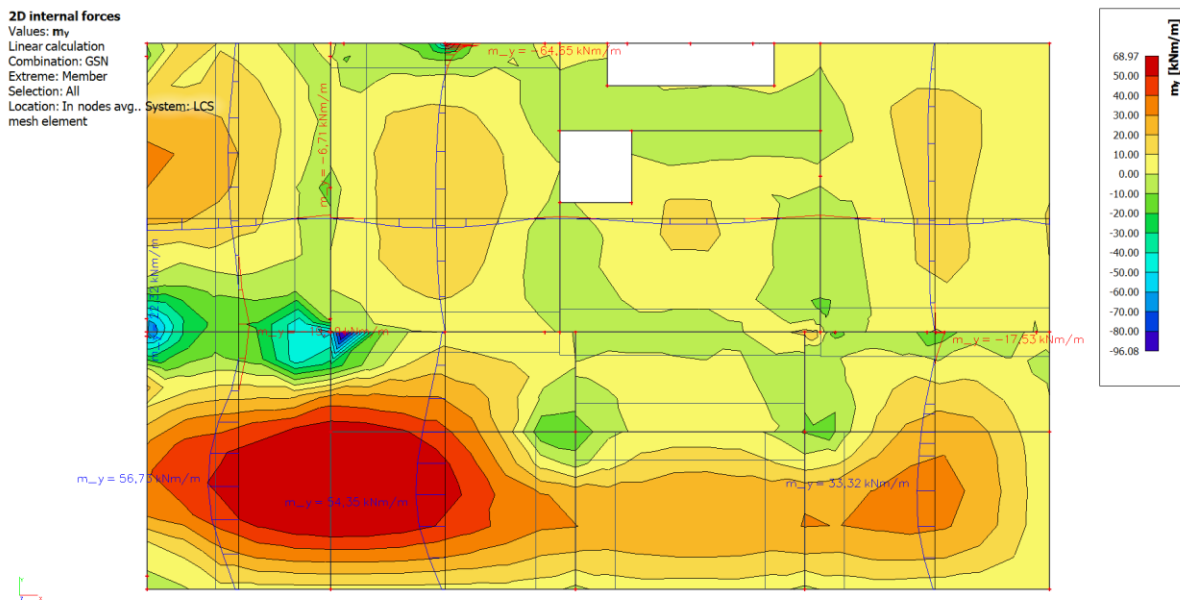 2D internal forces
Values: my
Linear calculation
Combination: GSN
Extreme: Member
Selection: All
Location: In nodes avg.. System: LCS
mesh element
m_y = -64,65 kNm/m
m_y = -6,71 kNm/m
kNm/m
kNm/m
m_y = -17,53 kNm/m
m_y = 56,73 kNm/m
kNm/m
m_y = 33,32 kNm/m
my [kNm/m]
68.97
50.00
40.00
30.00
20.00
10.00
0.00
-10.00
-20.00
-30.00
-40.00
-50.00
-60.00
-70.00
-80.00
-96.08